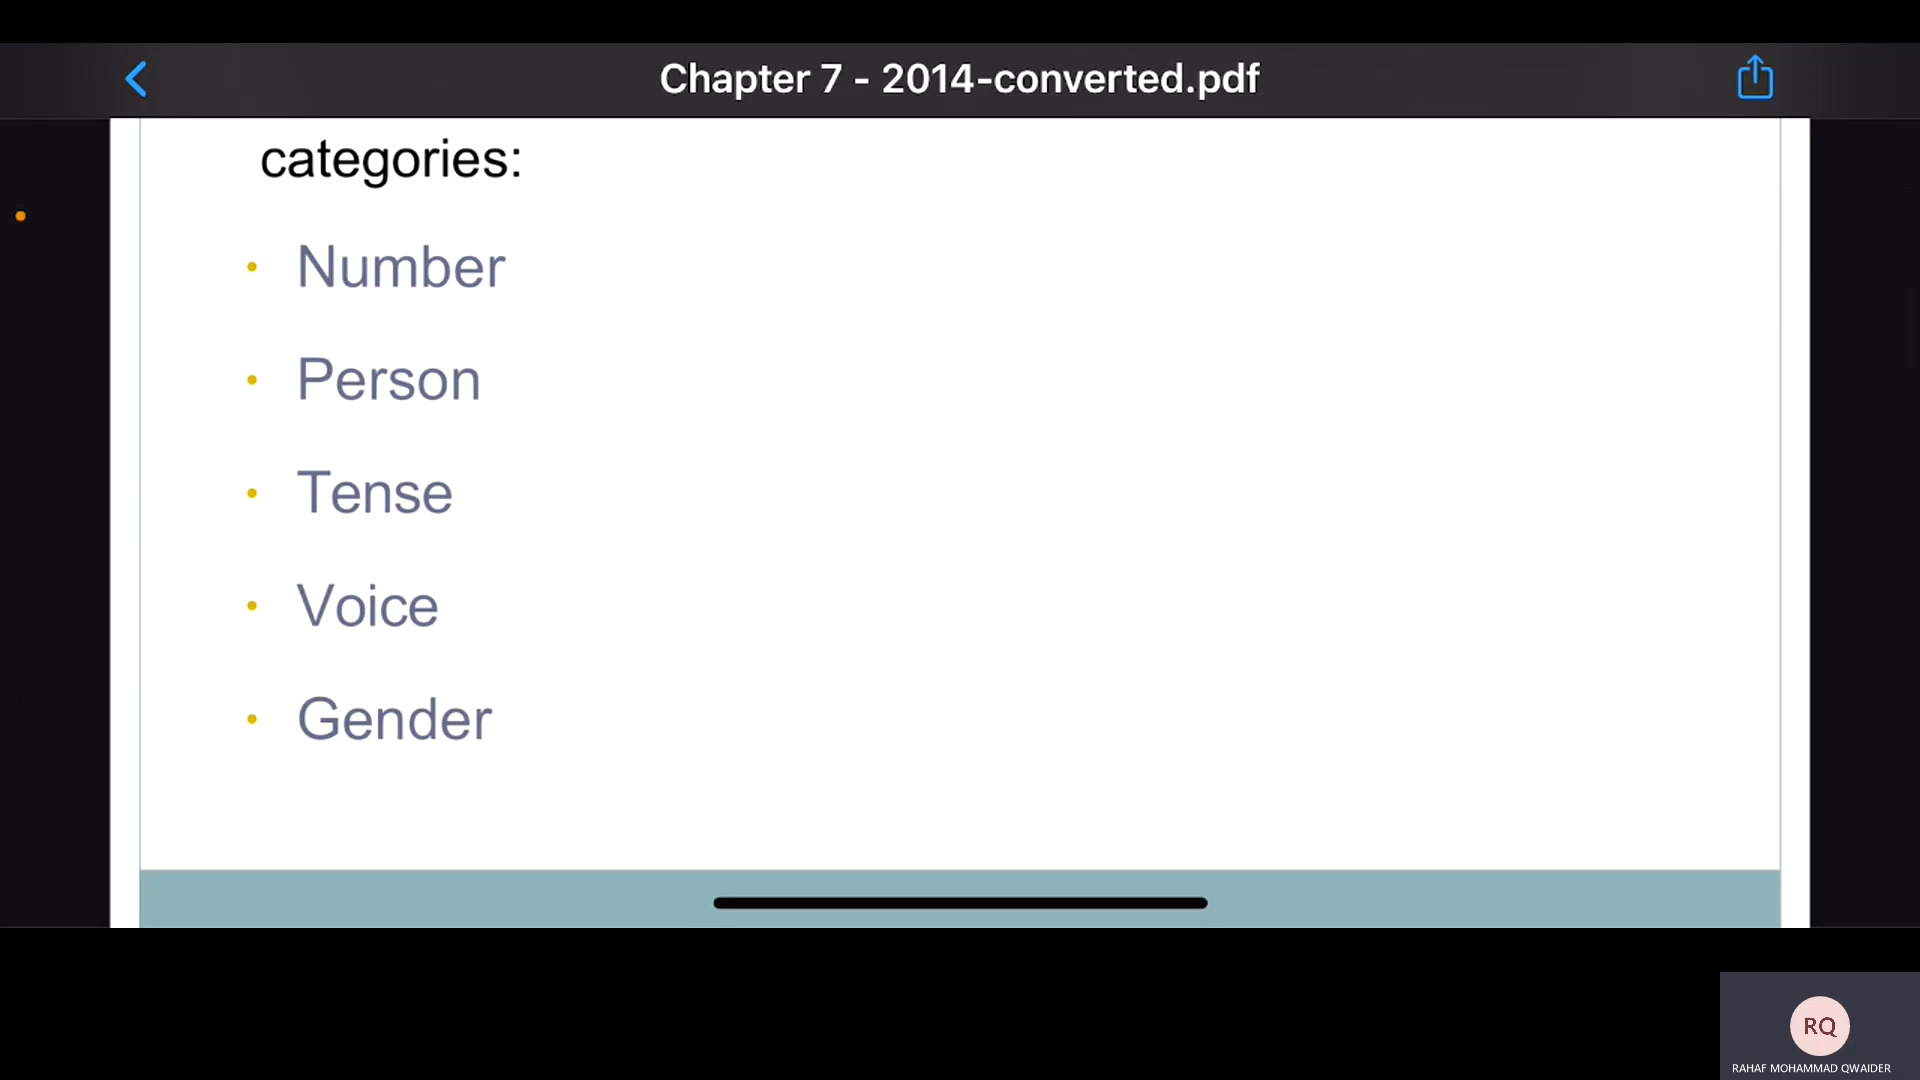 Chapter 7 - 2014-converted.pdf
categories:
• Number
• Person
• Tense
• Voice
• Gender
RQ
RAHAF MOHAMMAD QWAIDER